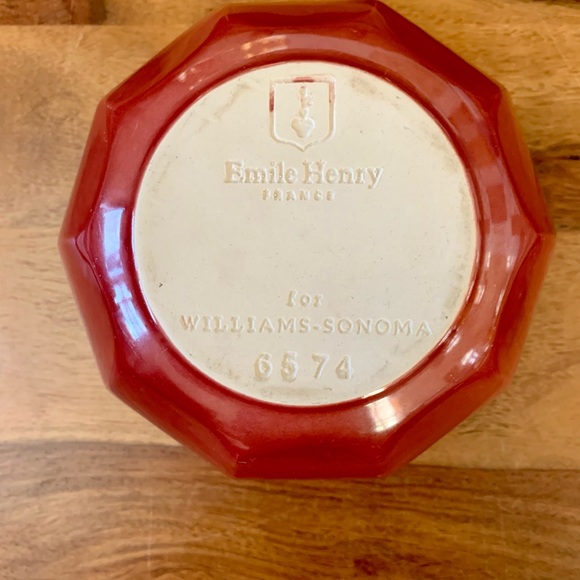 Emile Henry
FRANCE
for
WILLIAMS-SONOMA
6574